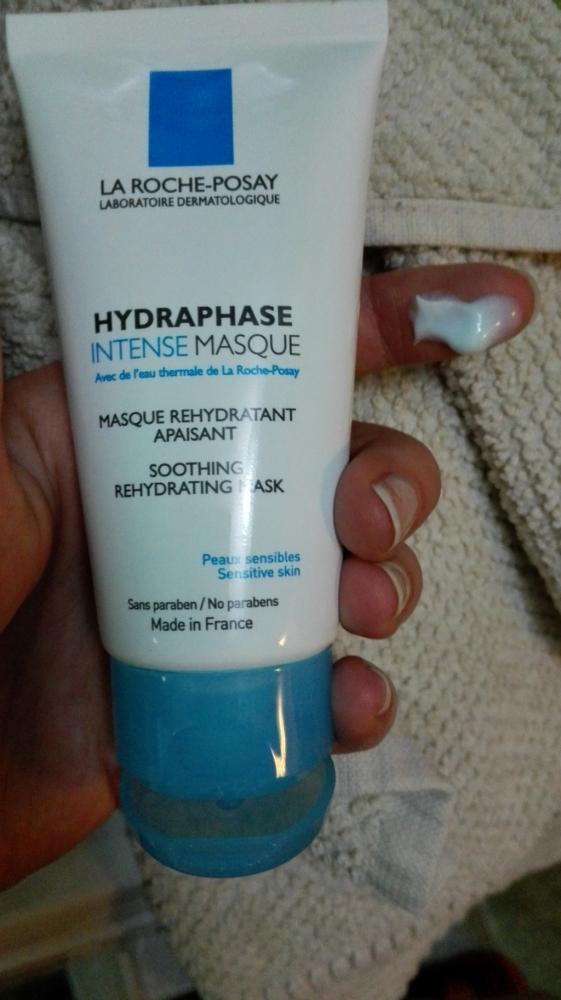 LA ROCHE-POSAY
LABORATOIRE DERMATOLOGIQUE
HYDRAPHASE
INTENSE MASQUE
Avec de l'eau thermale de La Roche-Posay
MASQUE REHYDRATANT
APAISANT
SOOTHING
REHYDRATING MASK
Peaux sensibles
Sensitive skin
Sans paraben / No parabens
Made in France